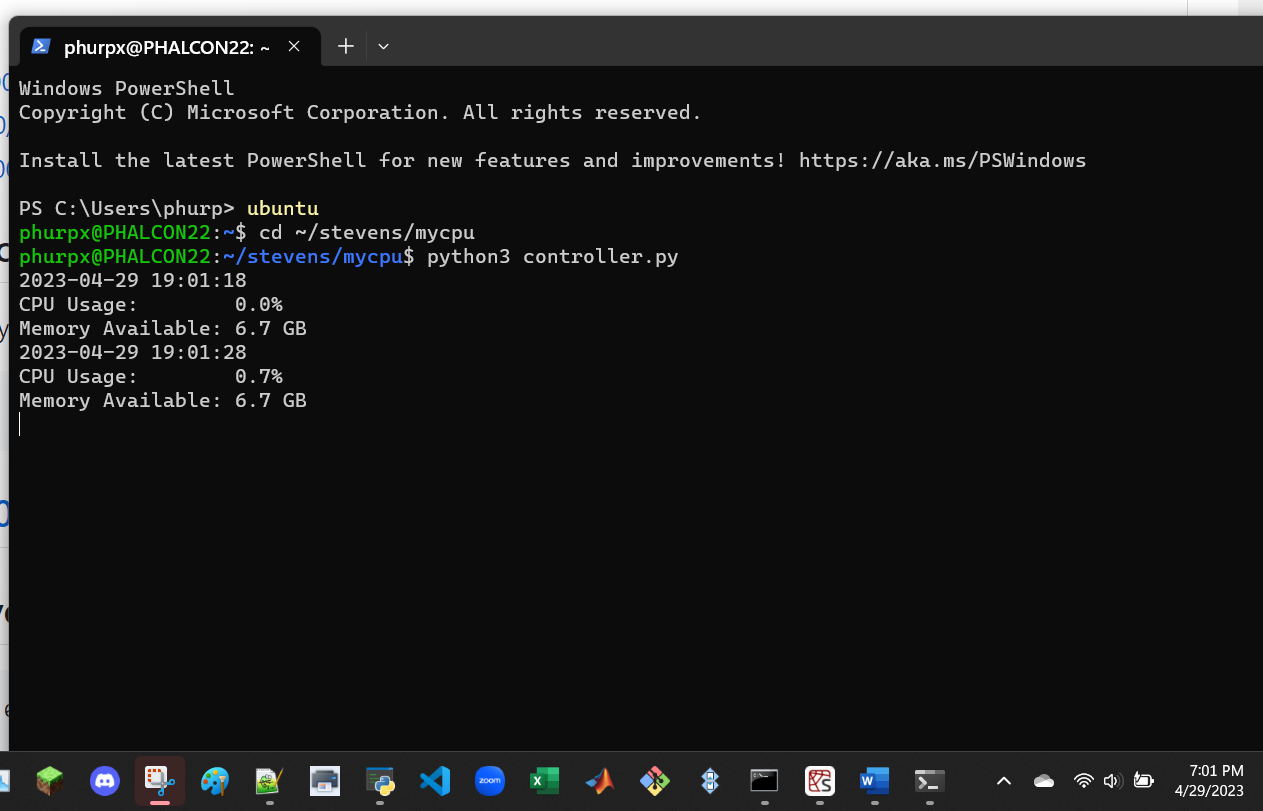 phurpx@PHALCON22: ~
Windows PowerShell
Copyright (C) Microsoft Corporation. All rights reserved.
Install the latest PowerShell for new features and improvements! https://aka.ms/PSWindows
PS C:\Users\phurp> ubuntu
phurpx@PHALCON22:~$ cd ~/stevens/mycpu
phurpx@PHALCON22:~/stevens/mycpu$ python3 controller.py
2023-04-29 19:01:18
CPU Usage:        0.0%
Memory Available: 6.7 GB
2023-04-29 19:01:28
CPU Usage:        0.7%
Memory Available: 6.7 GB
zoom
7:01 PM
4/29/2023